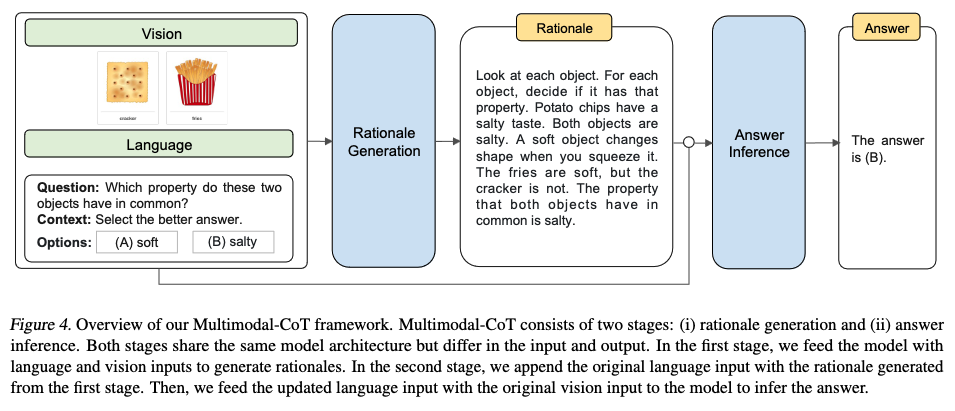 Vision
cracker
fries
Language
Question: Which property do these two
objects have in common?
Context: Select the better answer.
Options:
(A) soft
(B) salty
Rationale
Generation
Rationale
Look at each object. For each
object, decide if it has that
property. Potato chips have a
salty taste. Both objects are
salty. A soft object changes
shape when you squeeze it.
The fries are soft, but the
cracker is not. The property
that both objects have in
common is salty.
Answer
Inference
Answer
The answer
is (B).
Figure 4. Overview of our Multimodal-CoT framework. Multimodal-CoT consists of two stages: (i) rationale generation and (ii) answer
inference. Both stages share the same model architecture but differ in the input and output. In the first stage, we feed the model with
language and vision inputs to generate rationales. In the second stage, we append the original language input with the rationale generated
from the first stage. Then, we feed the updated language input with the original vision input to the model to infer the answer.